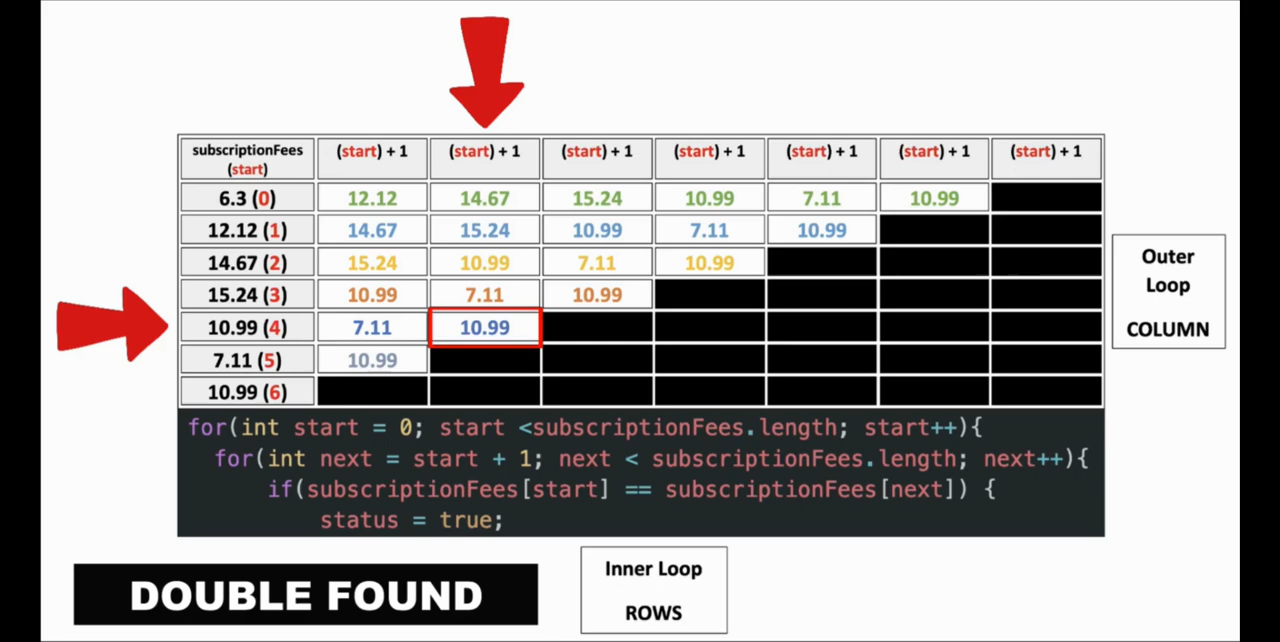 subscriptionFees (start) + 1 (start) + 1 (start) + 1 (start) + 1 (start) + 1 (start) + 1 (start) + 1
(start)
6.3 (0) 12.12 14.67 15.24 10.99 7.11 10.99
12.12 (1) 14.67 15.24 10.99 7.11 10.99
14.67 (2) 15.24 10.99 7.11 10.99
15.24 (3) 10.99 7.11 10.99
10.99 (4) 7.11 10.99
7.11 (5) 10.99
10.99 (6)
Outer
Loop
COLUMN
for(int start = 0; start <subscriptionFees.length; start++){
for(int next = start + 1; next < subscriptionFees.length; next++){
if(subscriptionFees[start] == subscriptionFees[next]) {
status = true;
DOUBLE FOUND
Inner Loop
ROWS